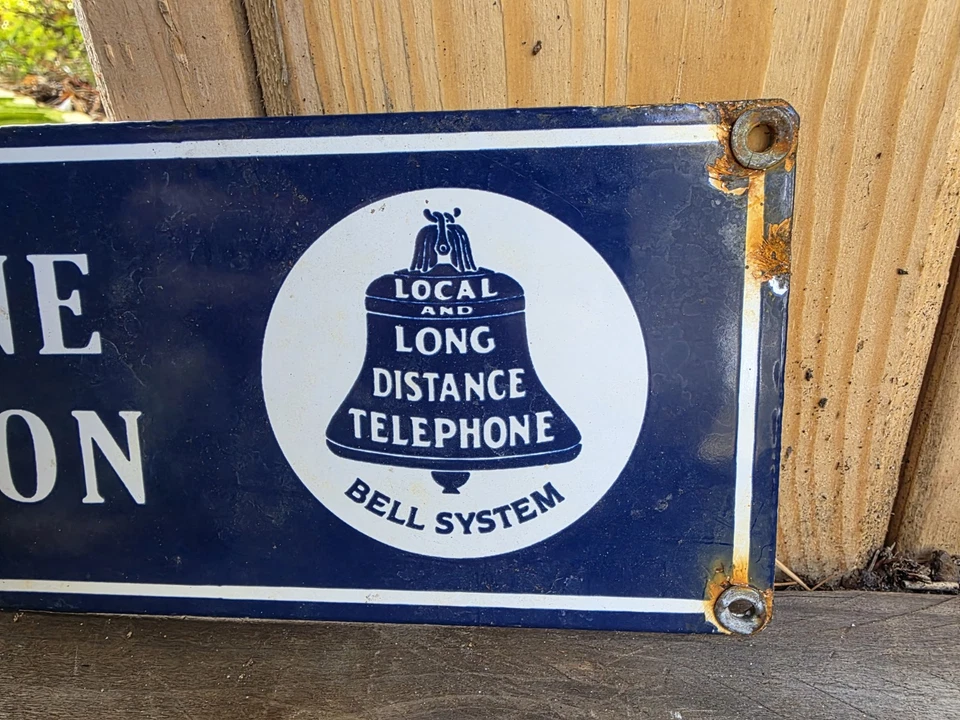 NE
ON
LOCAL
AND
LONG
DISTANCE
TELEPHONE
BELL SYSTEM